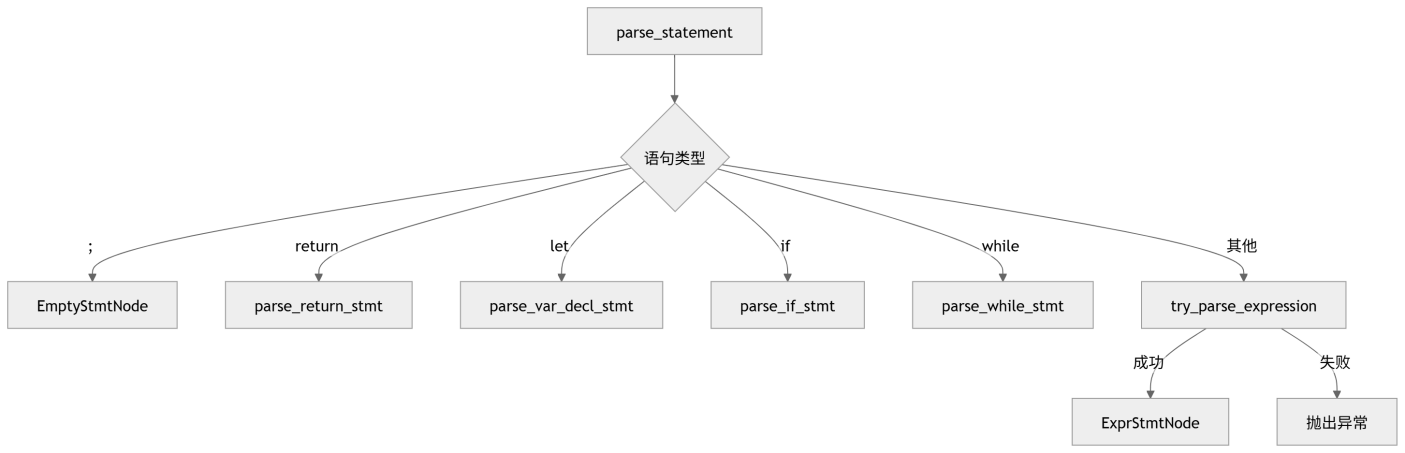 parse_statement
语句类型
;
return
let
if
while
其他
EmptyStmtNode
parse_return_stmt
parse_var_decl_stmt
parse_if_stmt
parse_while_stmt
try_parse_expression
成功
失败
ExprStmtNode
抛出异常